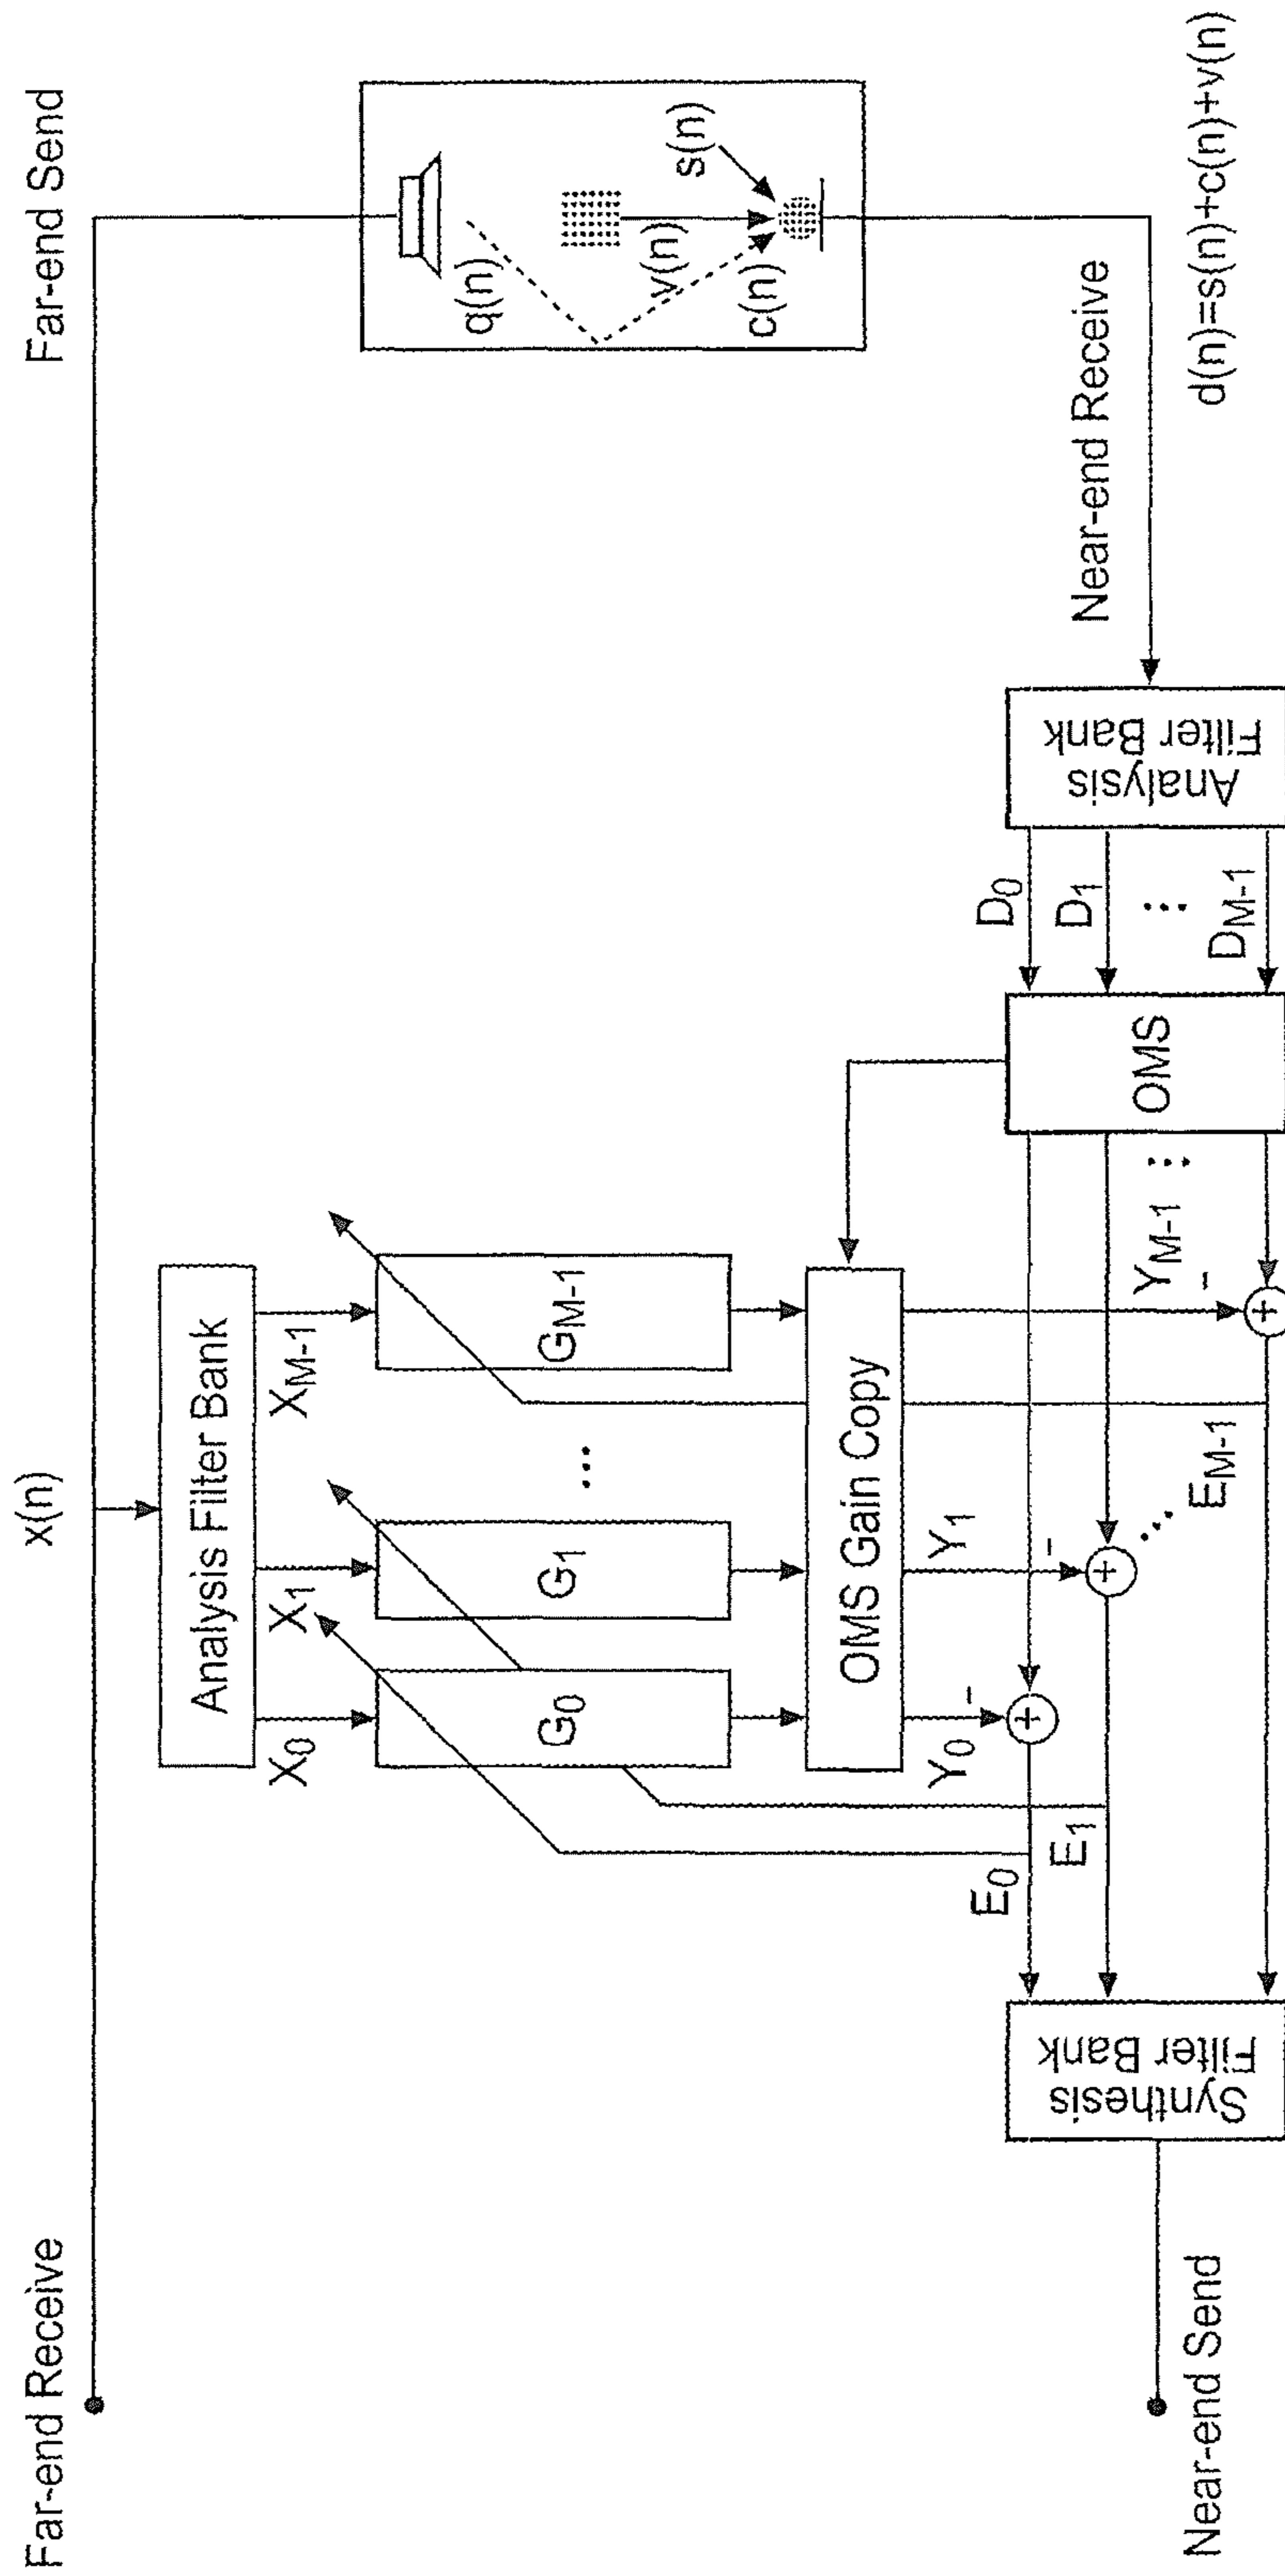 Far-end Receive
x(n)
Far-end Send
Analysis Filter Bank
X0
X1
XM-1
G0
G1
...
GM-1
OMS Gain Copy
Y0
-
Y1
-
YM-1
-
+
+
+
E0
E1
...
EM-1
q(n)
v(n)
c(n)
s(n)
Near-end Receive
d(n)=s(n)+c(n)+v(n)
Analysis
Filter Bank
D0
D1
...
DM-1
OMS
...
Synthesis
Filter Bank
Near-end Send